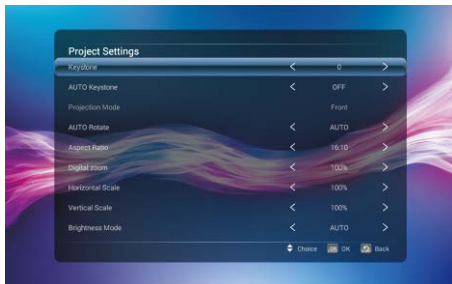 Project Settings
Keystone 0
AUTO Keystone OFF
Projection Mode Front
AUTO Rotate AUTO
Aspect Ratio 16:10
Digital zoom 100%
Horizontal Scale 100%
Vertical Scale 100%
Brightness Mode AUTO
Choice OK OK Back